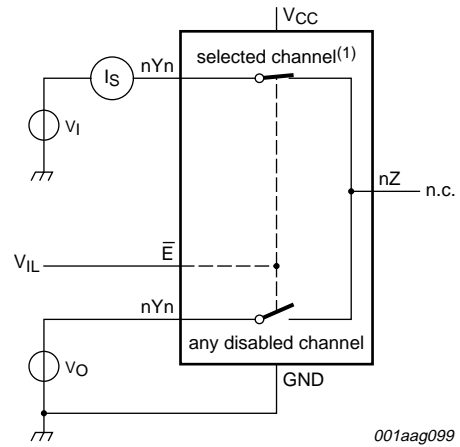 VCC
selected channel(1)
nYn
IS
VI
nZ
n.c.
E
VIL
nYn
any disabled channel
VO
GND
001aag099